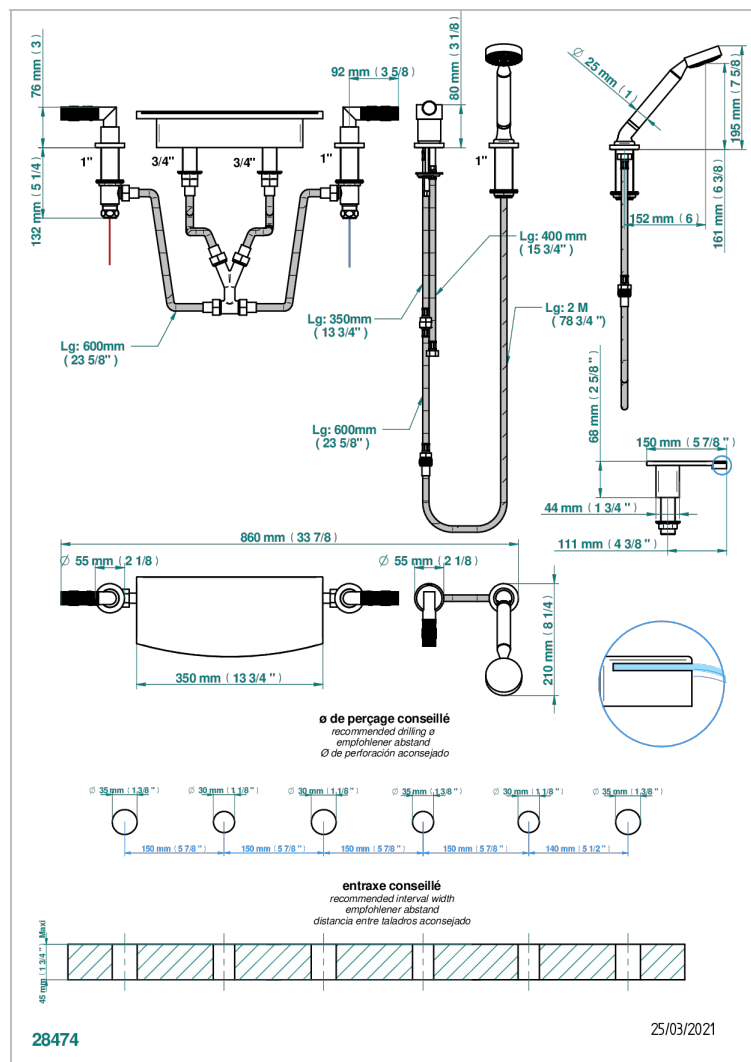 76 mm ( 3 )
92 mm ( 3 5/8)
80 mm ( 3 1/8 )
Ø 25 mm ( 1 )
195 mm ( 7 5/8 )
132 mm ( 5 1/4 )
1"
3/4"
3/4"
1"
1"
161 mm ( 6 3/8 )
152 mm ( 6 )
Lg: 400 mm
( 15 3/4" )
Lg: 350mm
( 13 3/4" )
Lg: 2 M
( 78 3/4 ")
Lg: 600mm
( 23 5/8" )
Lg: 600mm
( 23 5/8" )
68 mm ( 2 5/8 " )
150 mm ( 5 7/8 " )
44 mm ( 1 3/4 " )
111 mm ( 4 3/8 " )
860 mm ( 33 7/8 )
Ø 55 mm ( 2 1/8 )
Ø 55 mm ( 2 1/8 )
350 mm ( 13 3/4 " )
210 mm ( 8 1/4 )
ø de perçage conseillé
recommended drilling ø
empfohlener abstand
Ø de perforación aconsejado
Ø 35 mm ( 1 3/8 " )
Ø 30 mm ( 1 1/8 " )
Ø 30 mm ( 1 1/8 " )
Ø 35 mm ( 1 3/8 " )
Ø 30 mm ( 1 1/8 " )
Ø 35 mm ( 1 3/8 " )
150 mm ( 5 7/8 " )
150 mm ( 5 7/8 " )
150 mm ( 5 7/8 " )
150 mm ( 5 7/8 " )
140 mm ( 5 1/2 " )
entraxe conseillé
recommended interval width
empfohlener abstand
distancia entre taladros aconsejado
45 mm ( 1 3/4 " ) Maxi
28474
25/03/2021